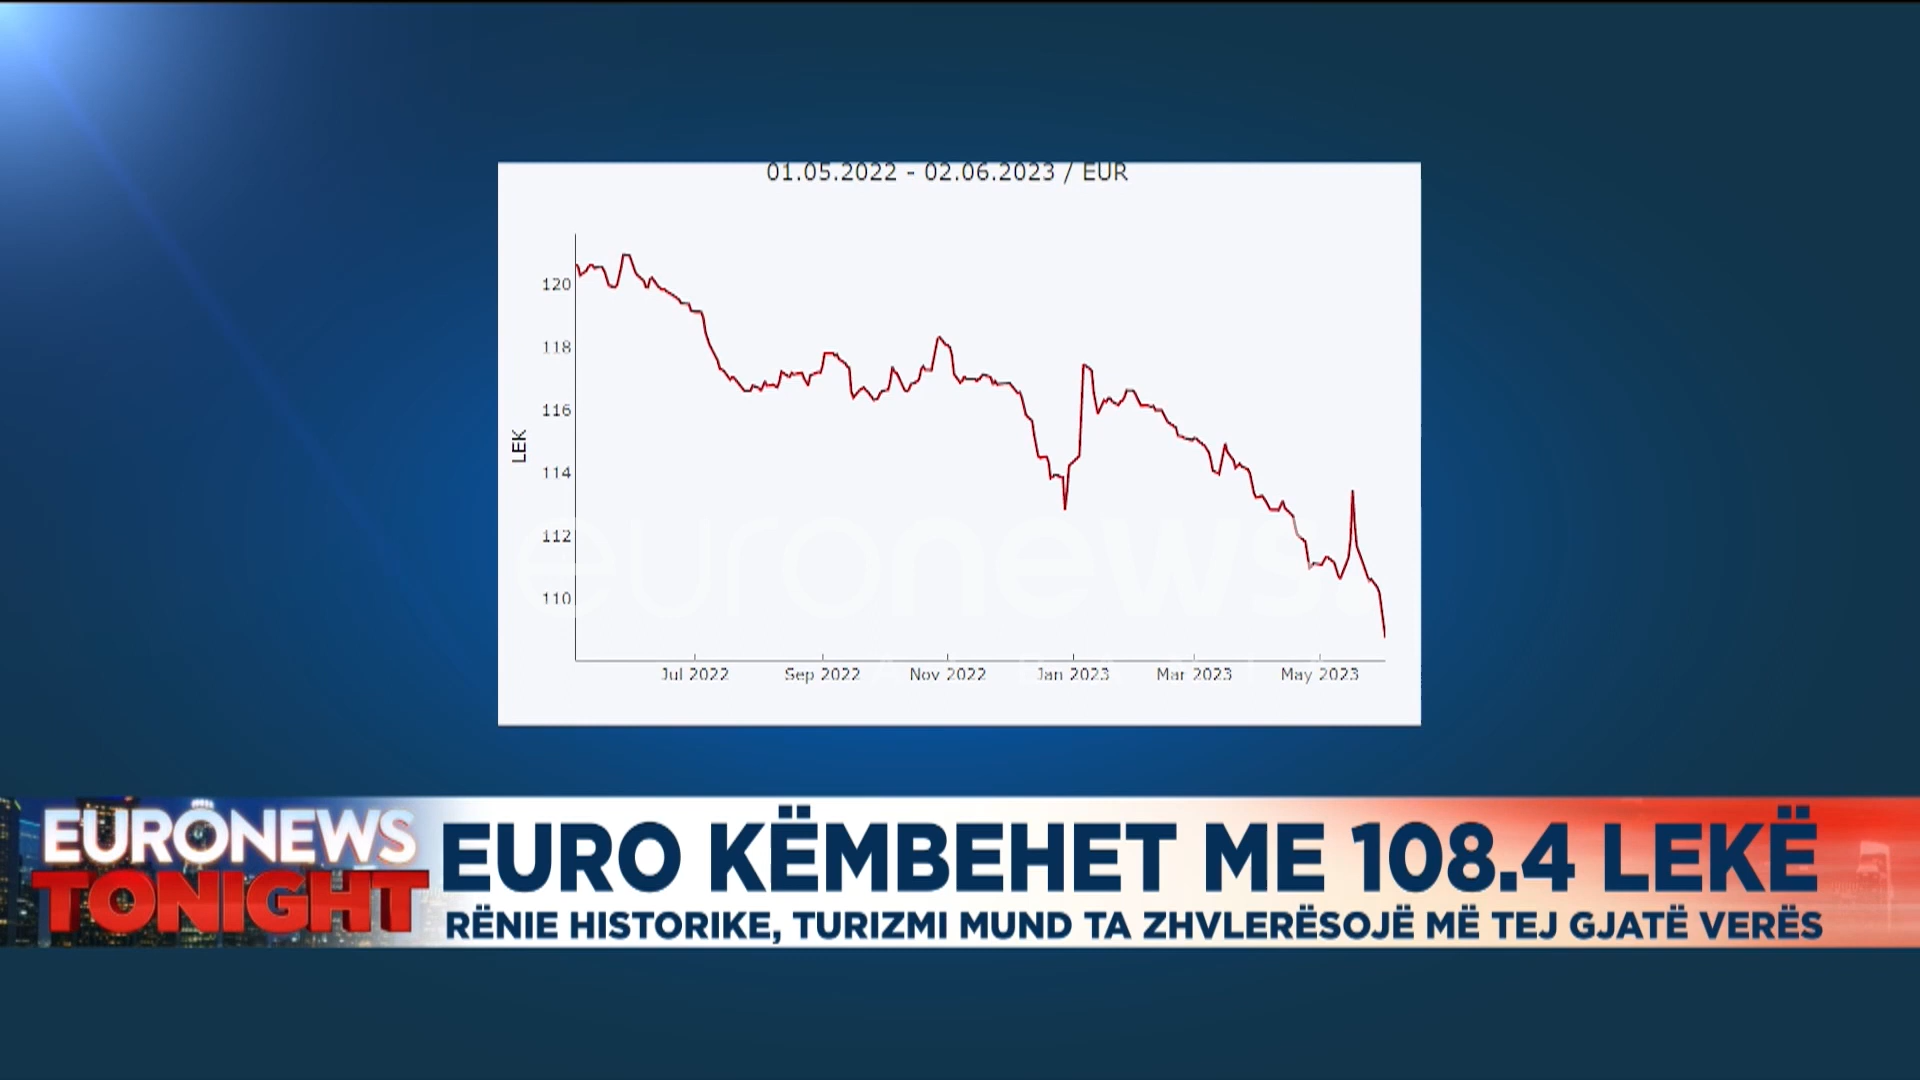 01.05.2022 - 02.06.2023 / EUR
120
118
116
114
112
110
LEK
Jul 2022 Sep 2022 Nov 2022 Jan 2023 Mar 2023 May 2023
euronews.
EURONEWS
TONIGHT
EURO KËMBEHET ME 108.4 LEKË
RËNIE HISTORIKE, TURIZMI MUND TA ZHVLERËSOJË MË TEJ GJATË VERËS